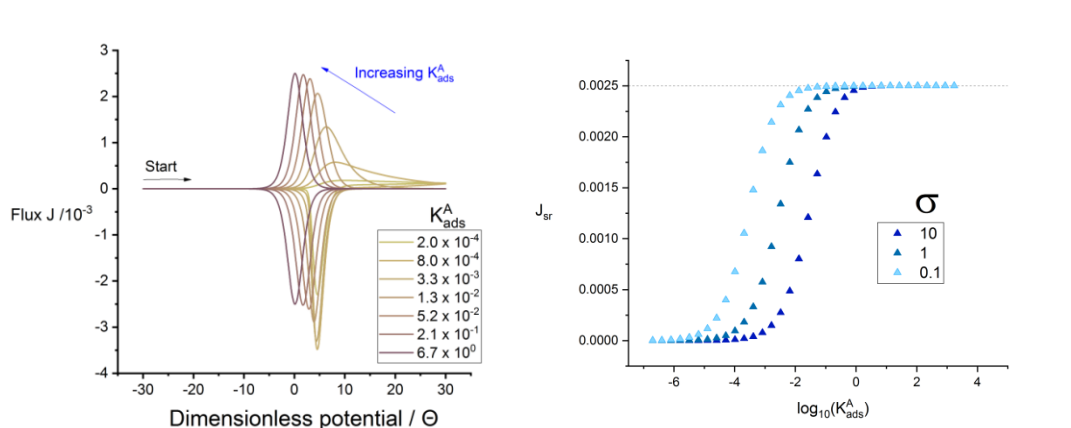 3
2
1
0
-1
-2
-3
-4
Flux J /10⁻³
Increasing K^A_ads
Start
K^A_ads
2.0 x 10⁻⁴
8.0 x 10⁻⁴
3.3 x 10⁻³
1.3 x 10⁻²
5.2 x 10⁻²
2.1 x 10⁻¹
6.7 x 10⁰
-30 -20 -10 0 10 20 30
Dimensionless potential / Θ
0.0025
0.0020
0.0015
0.0010
0.0005
0.0000
J_sr
σ
10
1
0.1
-6 -4 -2 0 2 4
log₁₀(K^A_ads)